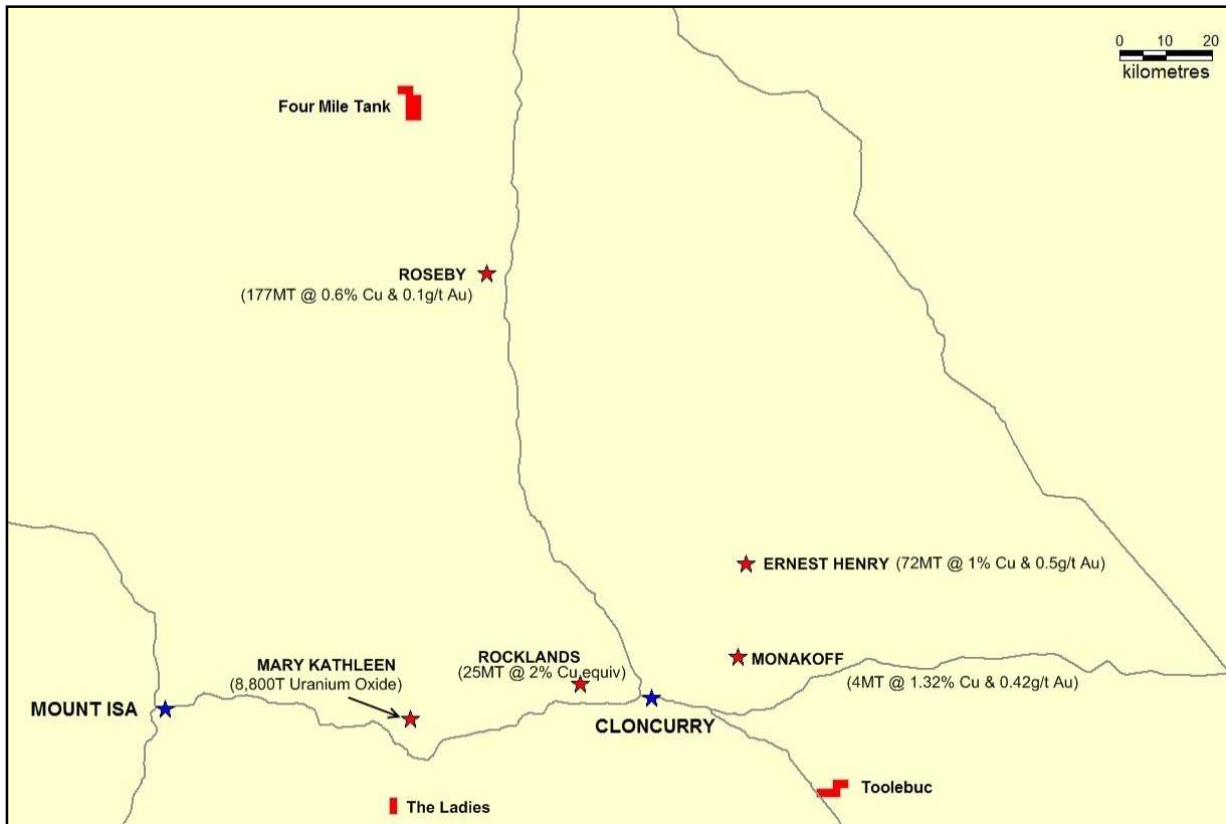 0 10 20
kilometres
Four Mile Tank
ROSEBY
(177MT @ 0.6% Cu & 0.1g/t Au)
ERNEST HENRY (72MT @ 1% Cu & 0.5g/t Au)
ROCKLANDS
(25MT @ 2% Cu equiv)
MONAKOFF
(4MT @ 1.32% Cu & 0.42g/t Au)
MARY KATHLEEN
(8,800T Uranium Oxide)
MOUNT ISA
CLONCURRY
The Ladies
Toolebuc